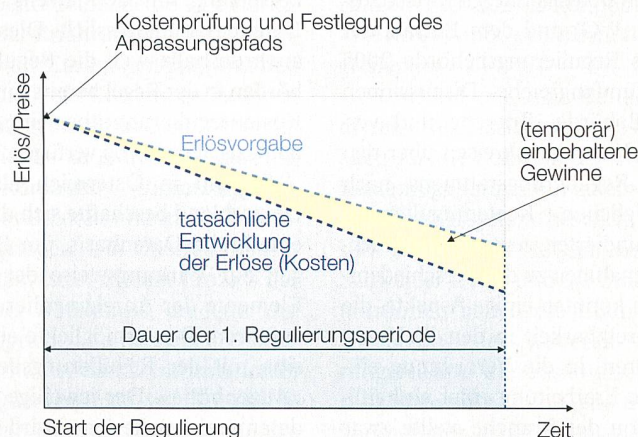 Kostenprüfung und Festlegung des
Anpassungspfads
Erlös/Preise
Erlösvorgabe
(temporär)
einbehaltene
Gewinne
tatsächliche
Entwicklung
der Erlöse (Kosten)
Dauer der 1. Regulierungsperiode
Start der Regulierung
Zeit